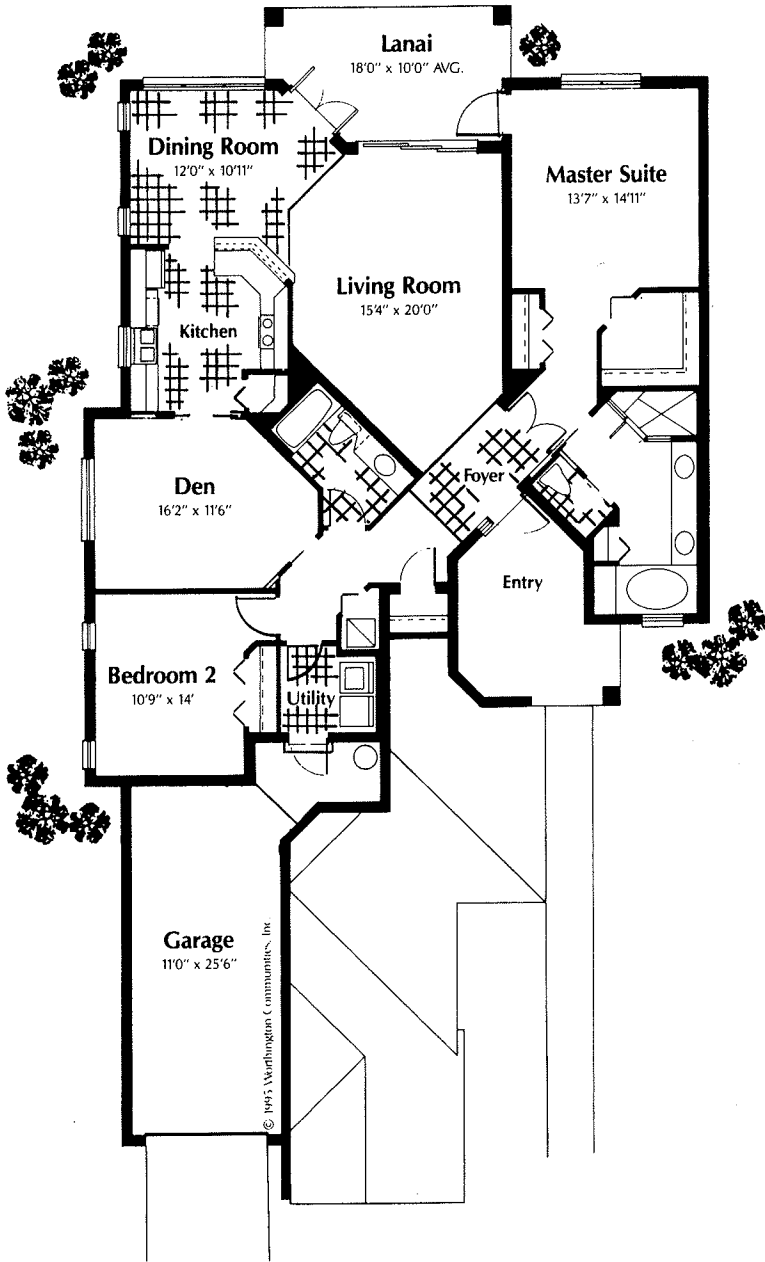 Lanai
18'0" x 10'0" AVG.
Dining Room
12'0" x 10'11"
Master Suite
13'7" x 14'11"
Living Room
15'4" x 20'0"
Kitchen
Foyer
Den
16'2" x 11'6"
Entry
Bedroom 2
10'9" x 14'
Utility
Garage
11'0" x 25'6"
© 1995 Worthington Communities, Inc.